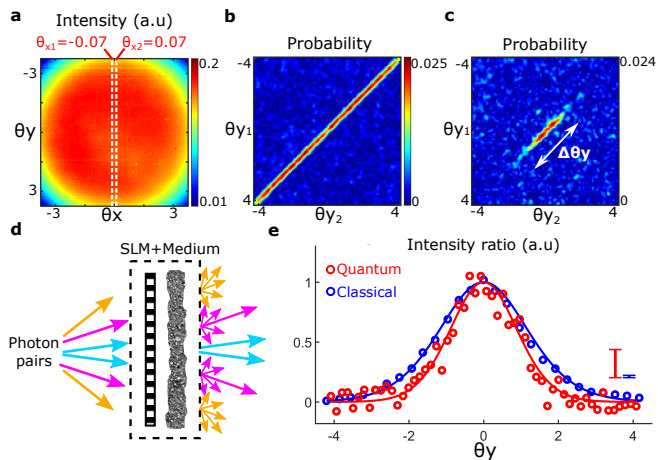 a
Intensity (a.u)
θx1=-0.07 θx2=0.07
-3
θy
3
-3 θx 3
0.2
0.01
b
Probability
-4
θy1
4
-4 θy2 4
0.025
0
c
Probability
-4
θy1
4
-4 θy2 4
0.024
0
Δθy
d
SLM+Medium
Photon
pairs
e
Intensity ratio (a.u)
Quantum
Classical
1
0.5
0
-4 -2 0 2 4
θy